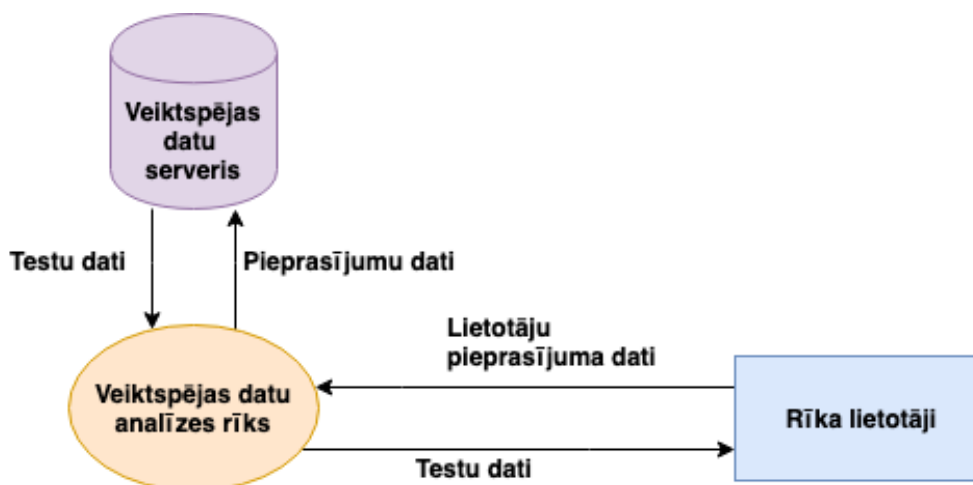 Veiktspējas
datu
serveris
Testu dati
Pieprasījumu dati
Lietotāju
pieprasījuma dati
Veiktspējas datu
analīzes rīks
Rīka lietotāji
Testu dati